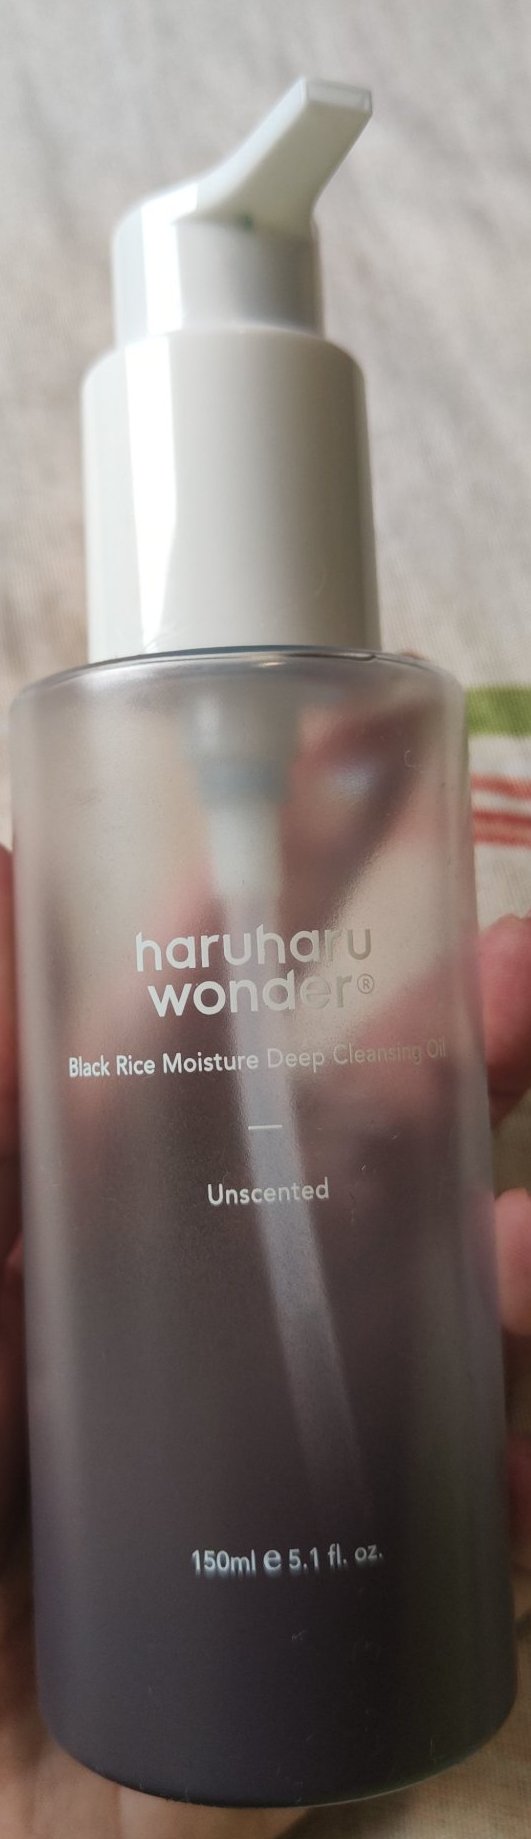 haruharu
wonder®
Black Rice Moisture Deep Cleansing Oil
Unscented
150ml e 5.1 fl. oz.